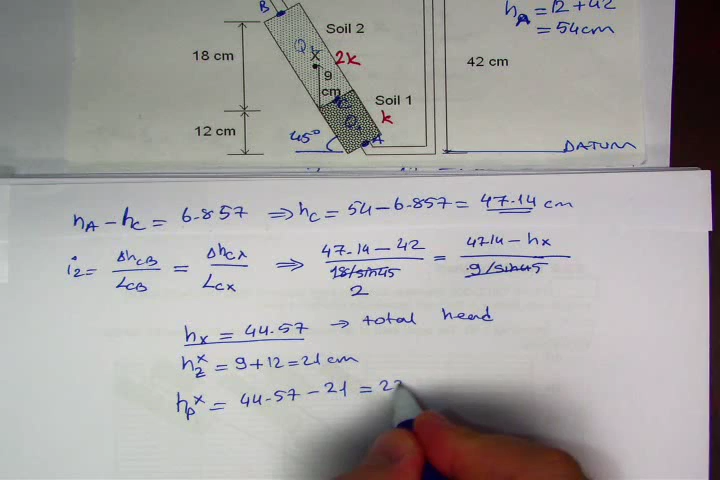 B
h_A = 12 + 42
= 54 cm
Soil 2
18 cm
Q
X
2k
9
cm
C
42 cm
Soil 1
k
12 cm
45°
A
DATUM
h_A - h_C = 6.857 ⇒ h_C = 54 - 6.857 = 47.14 cm
i_2 = Δh_CB / L_CB = Δh_CX / L_CX ⇒ (47.14 - 42) / (18/sin45) = (47.14 - h_X) / (9/sin45)
2
h_X = 44.57 → total head
h_Z^X = 9 + 12 = 21 cm
h_P^X = 44.57 - 21 = 2